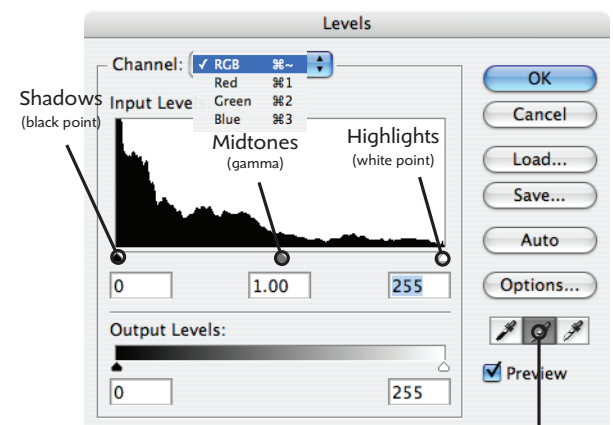 Levels
Channel: ✓ RGB ⌘~
Red ⌘1
Green ⌘2
Blue ⌘3
Shadows
(black point)
Input Level
Midtones
(gamma)
Highlights
(white point)
0 1.00 255
Output Levels:
0 255
OK
Cancel
Load...
Save...
Auto
Options...
Preview